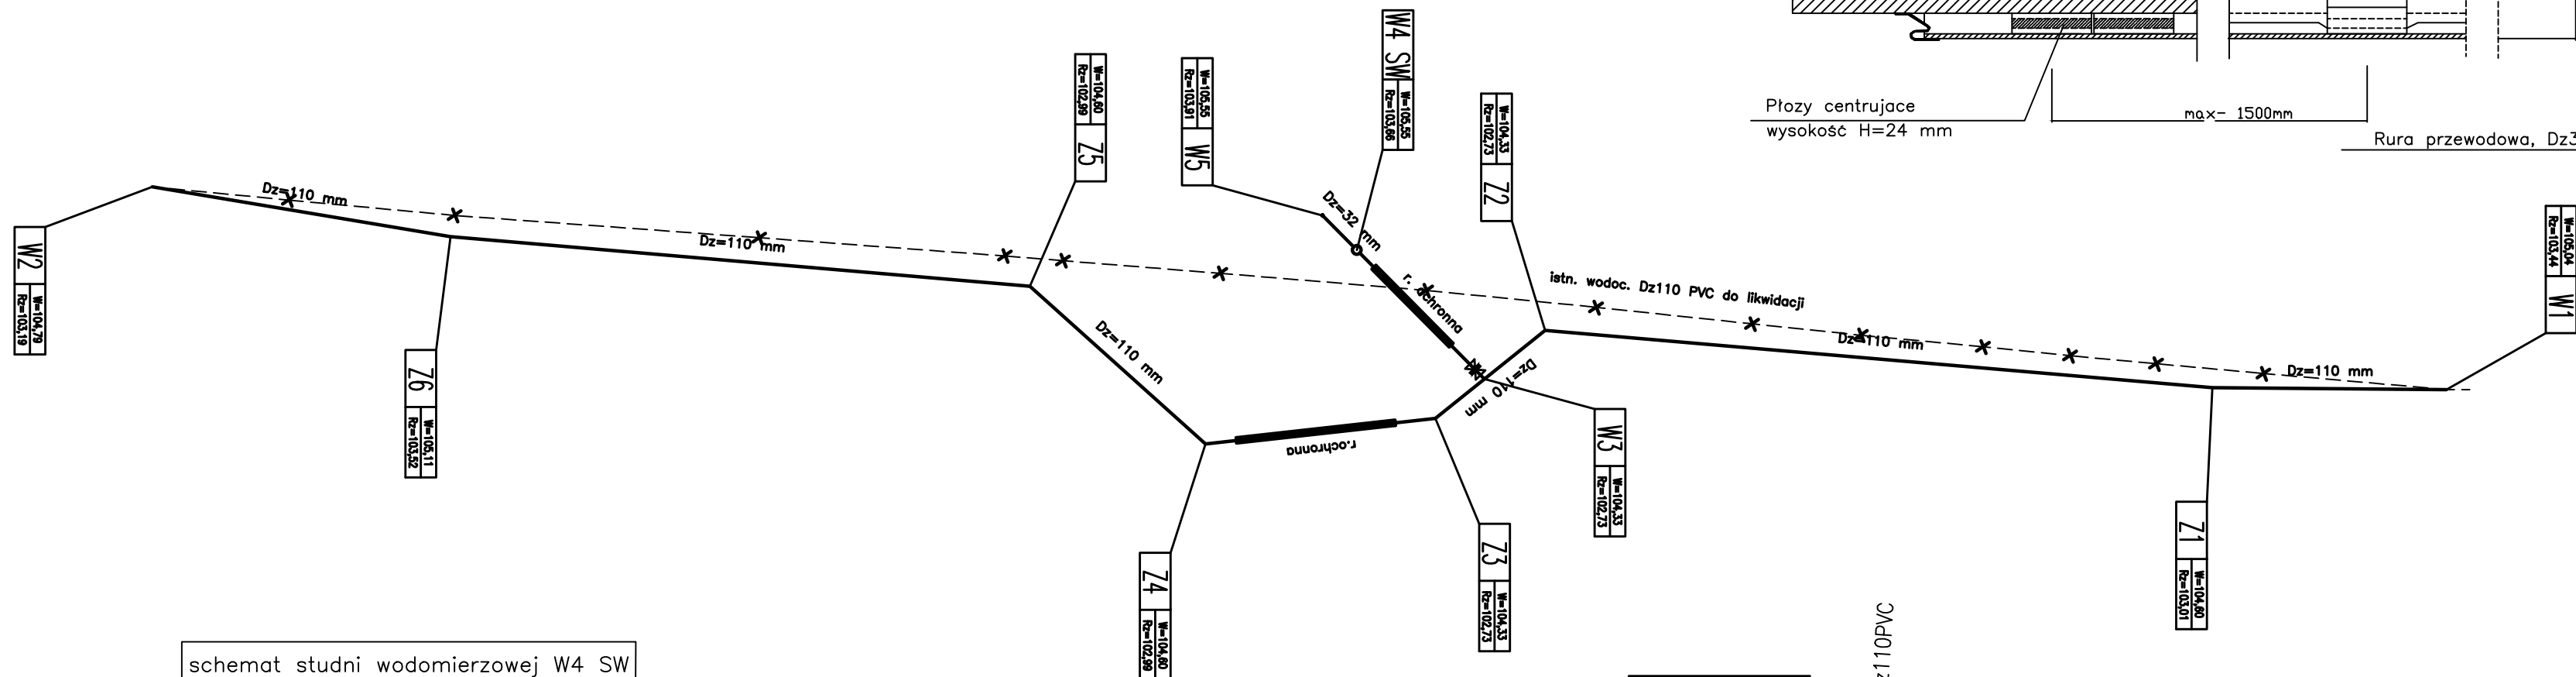 Płozy centrujace
wysokość H=24 mm
max- 1500mm
Rura przewodowa, Dz3
W4 SW
W=105,55
Rz=103,66
W=104,60
Rz=102,99
Z5
W=105,55
Rz=103,91
W5
W=104,33
Rz=102,73
Z2
W=105,04
Rz=103,44
W1
Dz=110 mm
Dz=110 mm
Dz=32 mm
r. ochronna
istn. wodoc. Dz110 PVC do likwidacji
W2
W=104,79
Rz=103,19
Dz=110 mm
Dz=110 mm
Dz=110 mm
Dz=110 mm
Z6
W=105,11
Rz=103,52
r.ochronna
W3
W=104,33
Rz=102,73
Z1
W=104,60
Rz=103,01
Z3
W=104,33
Rz=102,73
Z4
W=104,60
Rz=102,99
z110PVC
schemat studni wodomierzowej W4 SW